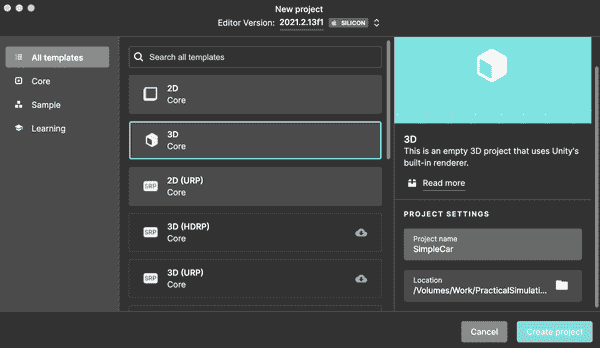 New project
Editor Version: 2021.2.13f1 SILICON
All templates
Core
Sample
Learning
Search all templates
2D
Core
3D
Core
SRP
2D (URP)
Core
SRP
3D (HDRP)
Core
SRP
3D (URP)
Core
3D
This is an empty 3D project that uses Unity's
built-in renderer.
Read more
PROJECT SETTINGS
Project name
SimpleCar
Location
/Volumes/Work/PracticalSimulati...
Cancel
Create project